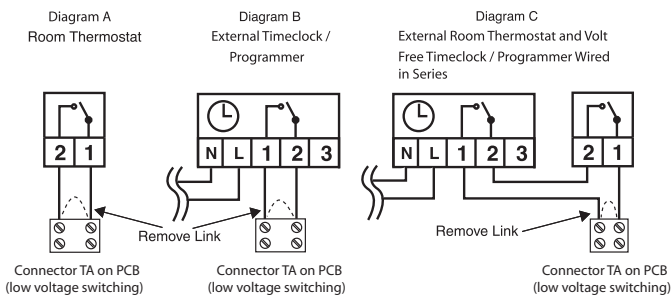 Diagram A
Room Thermostat
2 1
Connector TA on PCB
(low voltage switching)
Diagram B
External Timeclock /
Programmer
N L 1 2 3
Remove Link
Connector TA on PCB
(low voltage switching)
Diagram C
External Room Thermostat and Volt
Free Timeclock / Programmer Wired
in Series
N L 1 2 3
2 1
Remove Link
Connector TA on PCB
(low voltage switching)